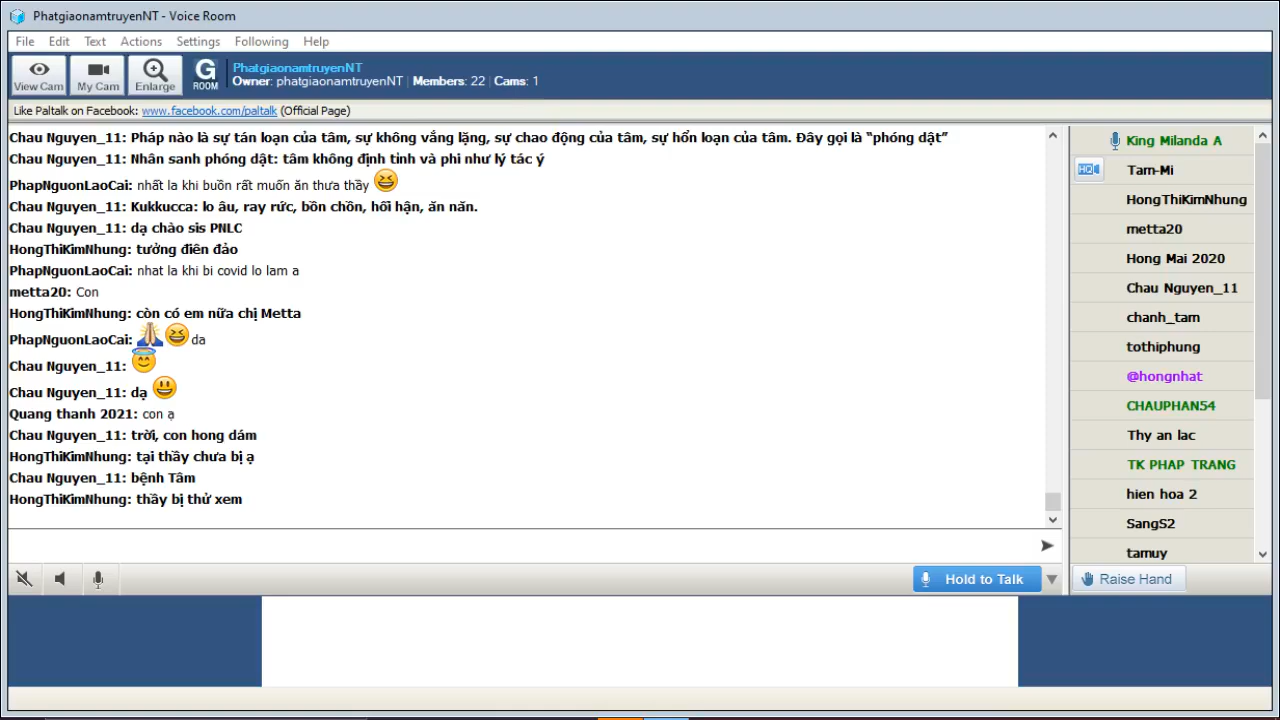 PhatgiaonamtruyenNT - Voice Room
File Edit Text Actions Settings Following Help
View Cam My Cam Enlarge G ROOM
PhatgiaonamtruyenNT
Owner: phatgiaonamtruyenNT Members: 22 Cams: 1
Like Paltalk on Facebook: www.facebook.com/paltalk (Official Page)
Chau Nguyen_11: Pháp nào là sự tán loạn của tâm, sự không vắng lặng, sự chao động của tâm, sự hổn loạn của tâm. Đây gọi là “phóng dật”
Chau Nguyen_11: Nhân sanh phóng dật: tâm không định tỉnh và phi như lý tác ý
PhapNguonLaoCai: nhất la khi buồn rất muốn ăn thưa thầy
Chau Nguyen_11: Kukkucca: lo âu, ray rức, bồn chồn, hối hận, ăn năn.
Chau Nguyen_11: dạ chào sis PNLC
HongThiKimNhung: tưởng điên đảo
PhapNguonLaoCai: nhat la khi bi covid lo lam a
metta20: Con
HongThiKimNhung: còn có em nữa chị Metta
PhapNguonLaoCai: da
Chau Nguyen_11:
Chau Nguyen_11: dạ
Quang thanh 2021: con ạ
Chau Nguyen_11: trời, con hong dám
HongThiKimNhung: tại thầy chưa bị ạ
Chau Nguyen_11: bệnh Tâm
HongThiKimNhung: thầy bị thử xem
King Milanda A
HQ Tam-Mi
HongThiKimNhung
metta20
Hong Mai 2020
Chau Nguyen_11
chanh_tam
tothiphung
@hongnhat
CHAUPHAN54
Thy an lac
TK PHAP TRANG
hien hoa 2
SangS2
tamuy
Hold to Talk
Raise Hand